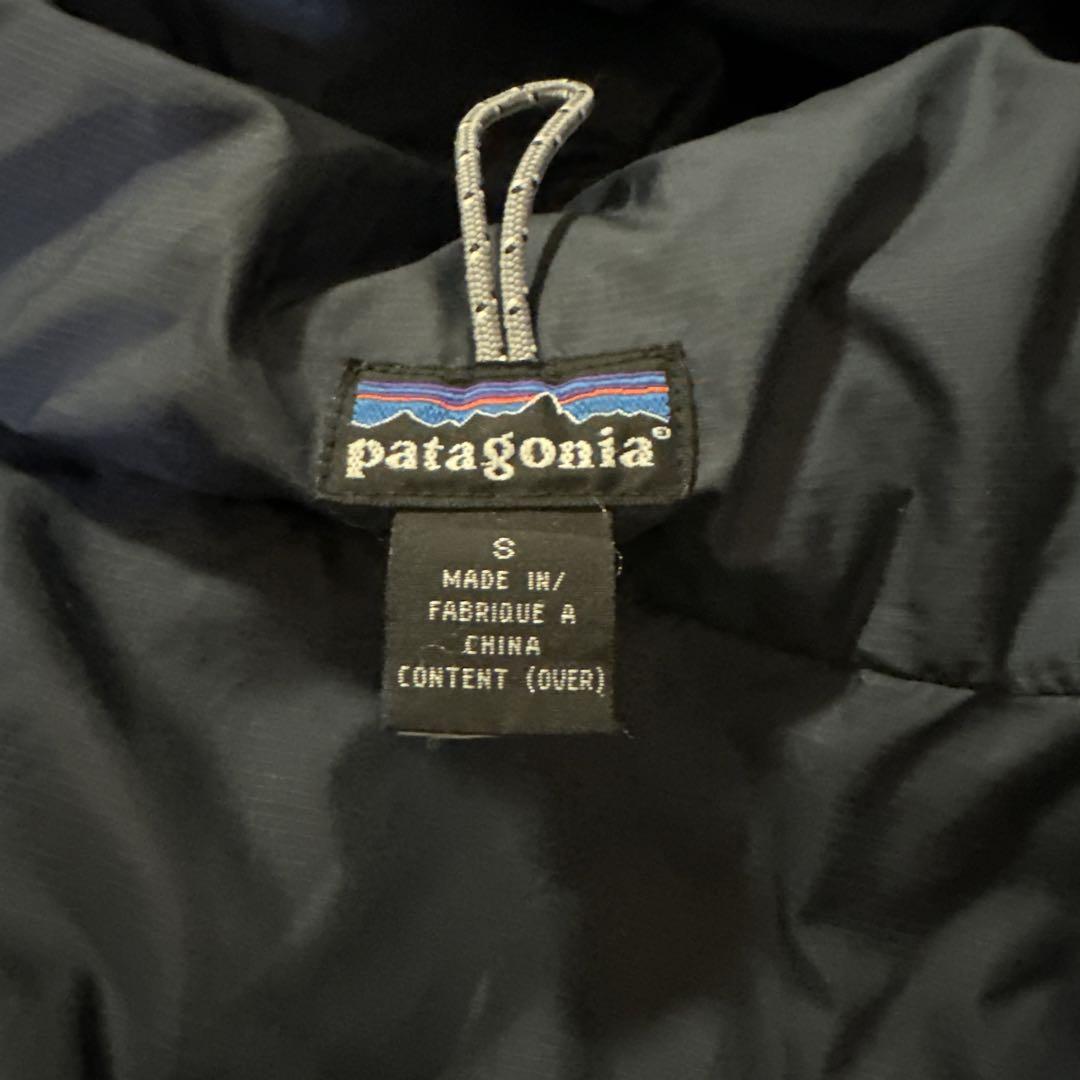 patagonia®
S
MADE IN/
FABRIQUE A
CHINA
CONTENT (OVER)